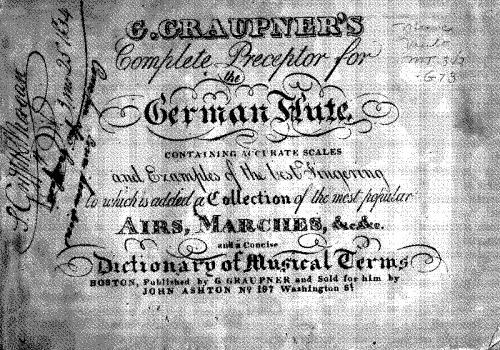 G. GRAUPNER'S
Complete Preceptor for
the
German Flute,
CONTAINING ACCURATE SCALES
and Examples of the best Fingering
to which is added a Collection of the most popular
AIRS, MARCHES, &c &c.
and a Concise
Dictionary of Musical Terms
BOSTON, Published by G GRAUPNER and Sold for him by
JOHN ASHTON No 197 Washington St
MT 342
.G73